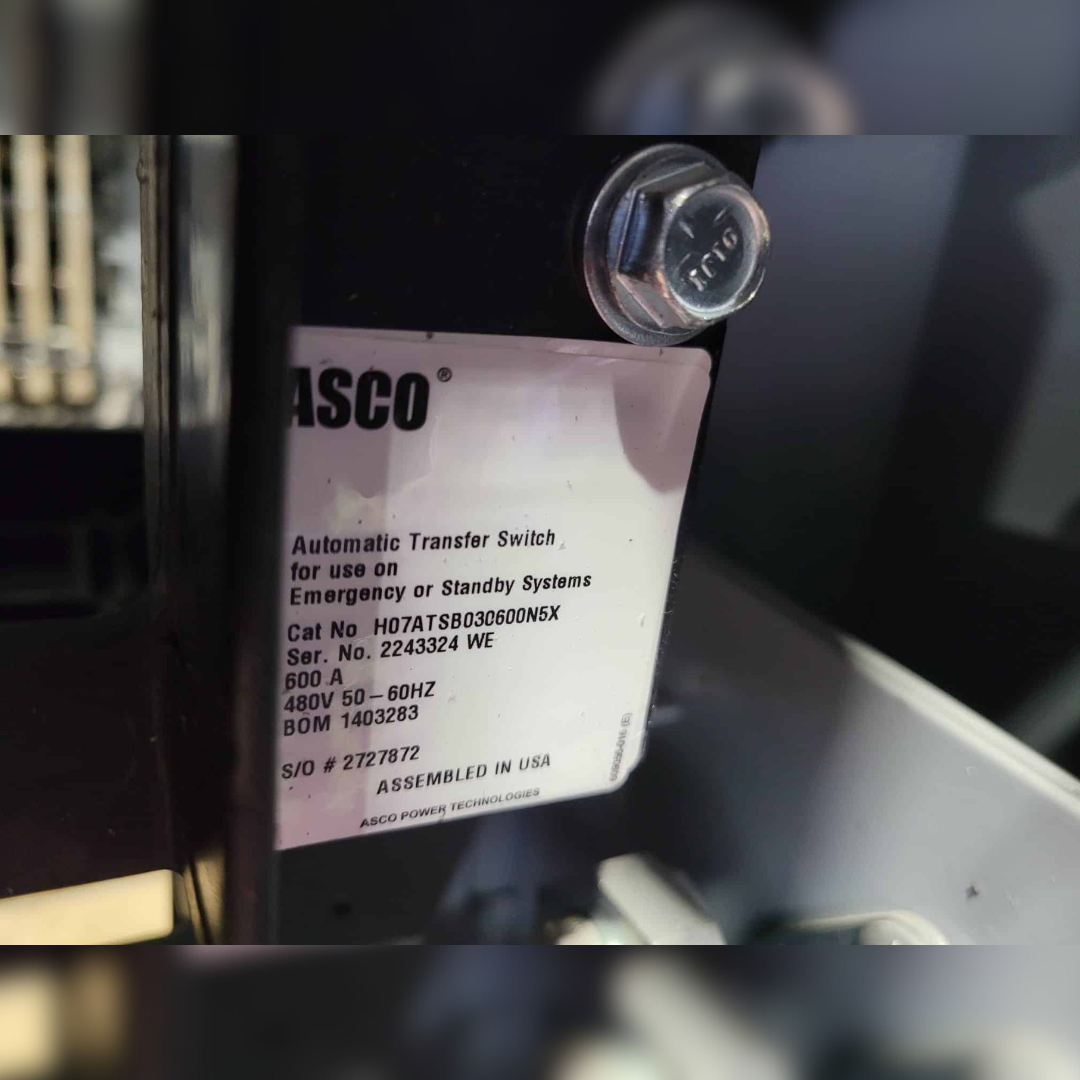 ASCO®
Automatic Transfer Switch
for use on
Emergency or Standby Systems
Cat No H07ATSB030600N5X
Ser. No. 2243324 WE
600 A
480V 50–60HZ
BOM 1403283
S/O # 2727872
ASSEMBLED IN USA
ASCO POWER TECHNOLOGIES